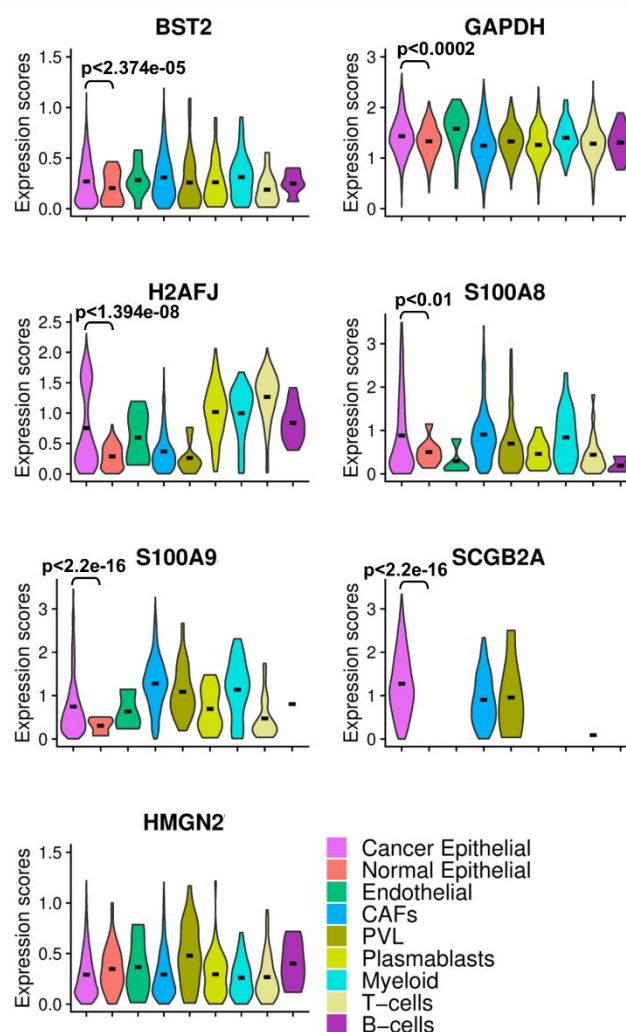 BST2
Expression scores
1.5
1.0
0.5
0.0
p<2.374e-05
GAPDH
Expression scores
3
2
1
0
p<0.0002
H2AFJ
Expression scores
2.5
2.0
1.5
1.0
0.5
0.0
p<1.394e-08
S100A8
Expression scores
3
2
1
0
p<0.01
S100A9
Expression scores
3
2
1
0
p<2.2e-16
SCGB2A
Expression scores
3
2
1
0
p<2.2e-16
HMGN2
Expression scores
1.5
1.0
0.5
0.0
Cancer Epithelial
Normal Epithelial
Endothelial
CAFs
PVL
Plasmablasts
Myeloid
T−cells
B−cells